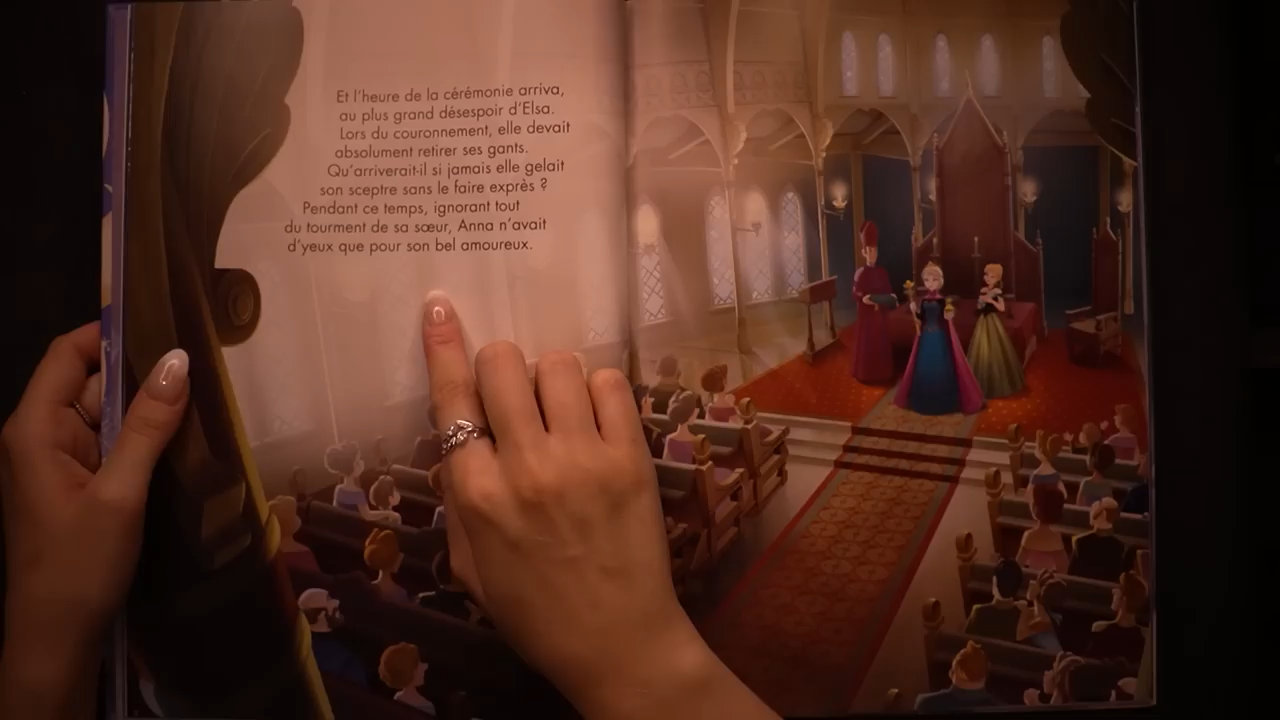 Et l'heure de la cérémonie arriva,
au plus grand désespoir d'Elsa.
Lors du couronnement, elle devait
absolument retirer ses gants.
Qu'arriverait-il si jamais elle gelait
son sceptre sans le faire exprès ?
Pendant ce temps, ignorant tout
du tourment de sa sœur, Anna n'avait
d'yeux que pour son bel amoureux.